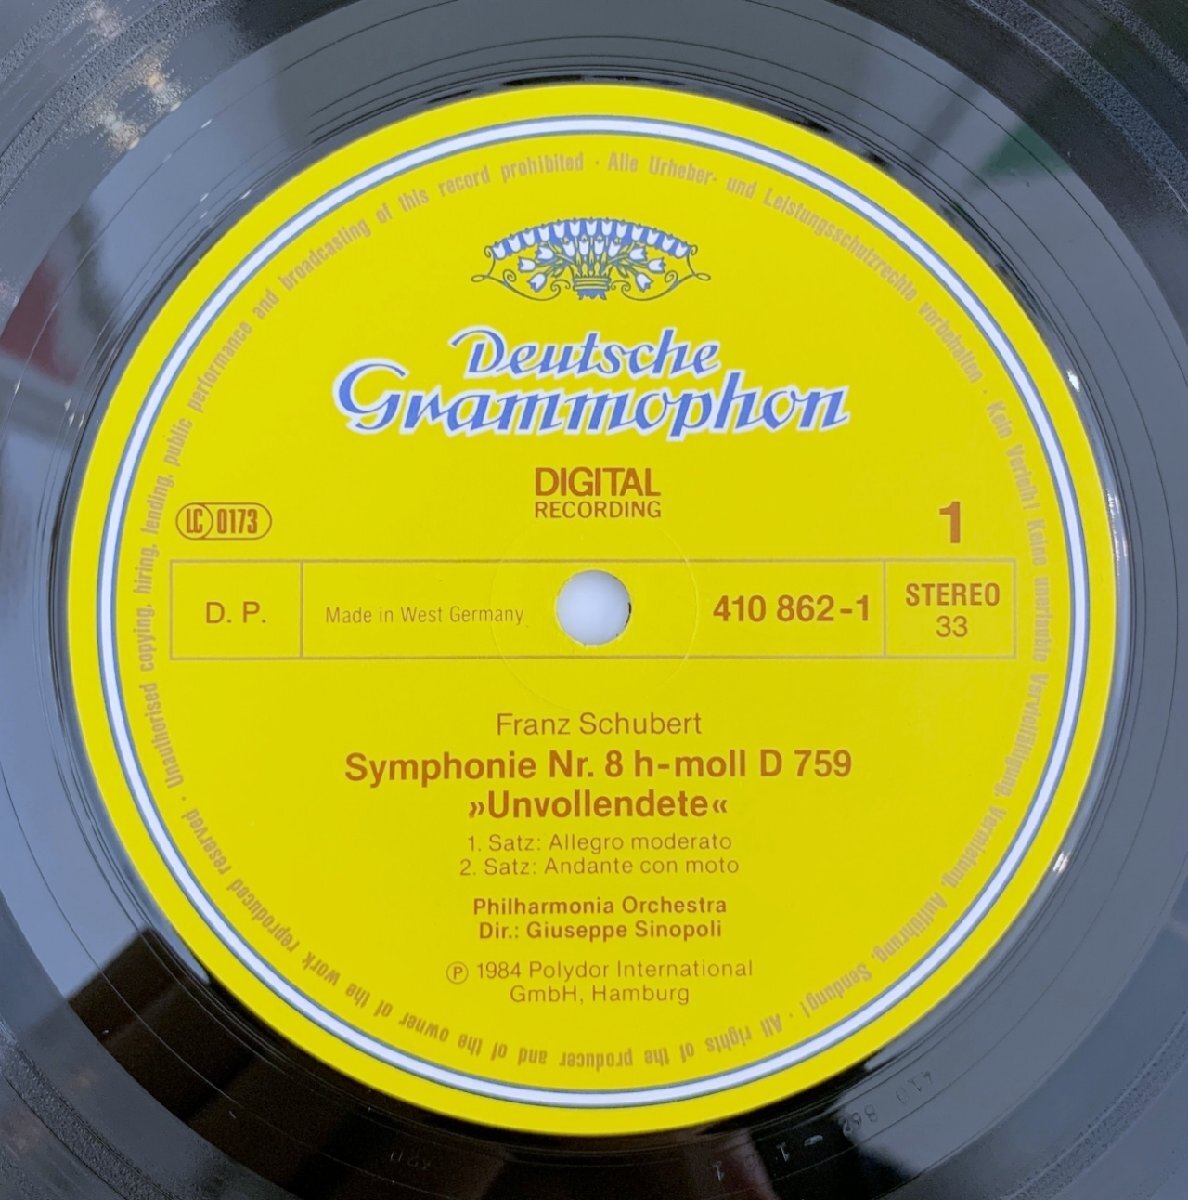 Deutsche
Grammophon
DIGITAL
RECORDING
LC 0173
1
D. P.
Made in West Germany
410 862-1
STEREO
33
Franz Schubert
Symphonie Nr. 8 h-moll D 759
»Unvollendete«
1. Satz: Allegro moderato
2. Satz: Andante con moto
Philharmonia Orchestra
Dir.: Giuseppe Sinopoli
℗ 1984 Polydor International
GmbH, Hamburg
Alle Urheber- und Leistungsschutzrechte vorbehalten · Kein Verleih! Keine unerlaubte Vervielfältigung, Vermietung, Aufführung, Sendung! · All rights of the producer and of the owner of the work reproduced reserved · Unauthorised copying, hiring, lending, public performance and broadcasting of this record prohibited ·
410 862-1